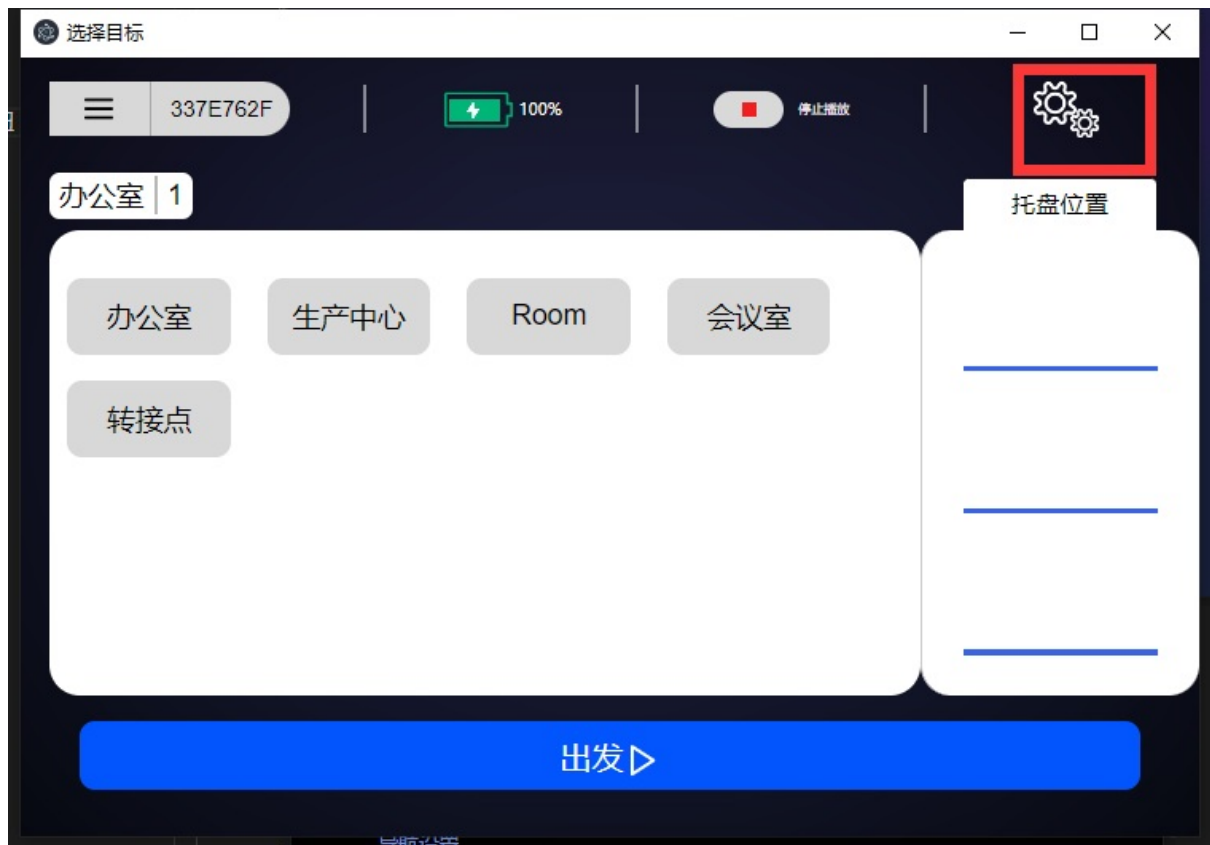 选择目标
337E762F
100%
停止播放
办公室 1
托盘位置
办公室 生产中心 Room 会议室
转接点
出发